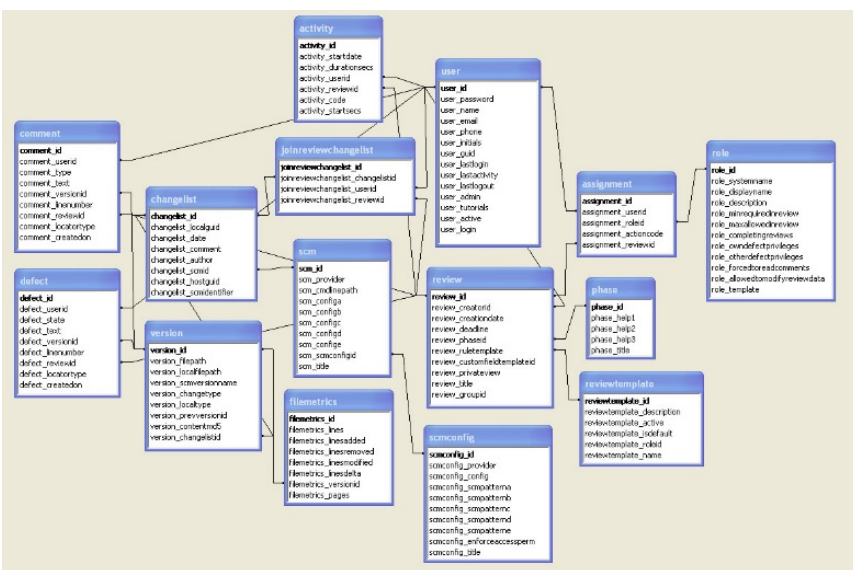 activity
activity_id
activity_startdate
activity_durationsecs
activity_userid
activity_reviewid
activity_code
activity_startsecs
user
user_id
user_password
user_name
user_email
user_phone
user_initials
user_guid
user_lastlogin
user_lastactivity
user_lastlogout
user_admin
user_tutorials
user_active
user_login
comment
comment_id
comment_userid
comment_type
comment_text
comment_versionid
comment_linenumber
comment_reviewid
comment_locatortype
comment_createdon
joinreviewchangelist
joinreviewchangelist_id
joinreviewchangelist_changelistid
joinreviewchangelist_userid
joinreviewchangelist_reviewid
role
role_id
role_systemname
role_displayname
role_description
role_minrequiredinreview
role_maxallowedinreview
role_completingreviews
role_owndefectprivileges
role_otherdefectprivileges
role_forcedtoreadcomments
role_allowedtomodifyreviewdata
role_template
assignment
assignment_id
assignment_userid
assignment_roleid
assignment_actioncode
assignment_reviewid
changelist
changelist_id
changelist_localguid
changelist_date
changelist_comment
changelist_author
changelist_scmid
changelist_hostguid
changelist_scmidentifier
scm
scm_id
scm_provider
scm_cmdlinepath
scm_configa
scm_configb
scm_configc
scm_configd
scm_confige
scm_scmconfigid
scm_title
defect
defect_id
defect_userid
defect_state
defect_text
defect_versionid
defect_linenumber
defect_reviewid
defect_locatortype
defect_createdon
review
review_id
review_creatorid
review_creationdate
review_deadline
review_phaseid
review_ruletemplate
review_customfieldtemplateid
review_privateview
review_title
review_groupid
phase
phase_id
phase_help1
phase_help2
phase_help3
phase_title
version
version_id
version_filepath
version_localfilepath
version_scmversionname
version_changetype
version_localtype
version_prevversionid
version_contentmd5
version_changelistid
reviewtemplate
reviewtemplate_id
reviewtemplate_description
reviewtemplate_active
reviewtemplate_isdefault
reviewtemplate_roleid
reviewtemplate_name
filemetrics
filemetrics_id
filemetrics_lines
filemetrics_linesadded
filemetrics_linesremoved
filemetrics_linesmodified
filemetrics_linesdelta
filemetrics_versionid
filemetrics_pages
scmconfig
scmconfig_id
scmconfig_provider
scmconfig_config
scmconfig_scmpatterna
scmconfig_scmpatternb
scmconfig_scmpatternc
scmconfig_scmpatternd
scmconfig_scmpatterne
scmconfig_enforceaccessperm
scmconfig_title